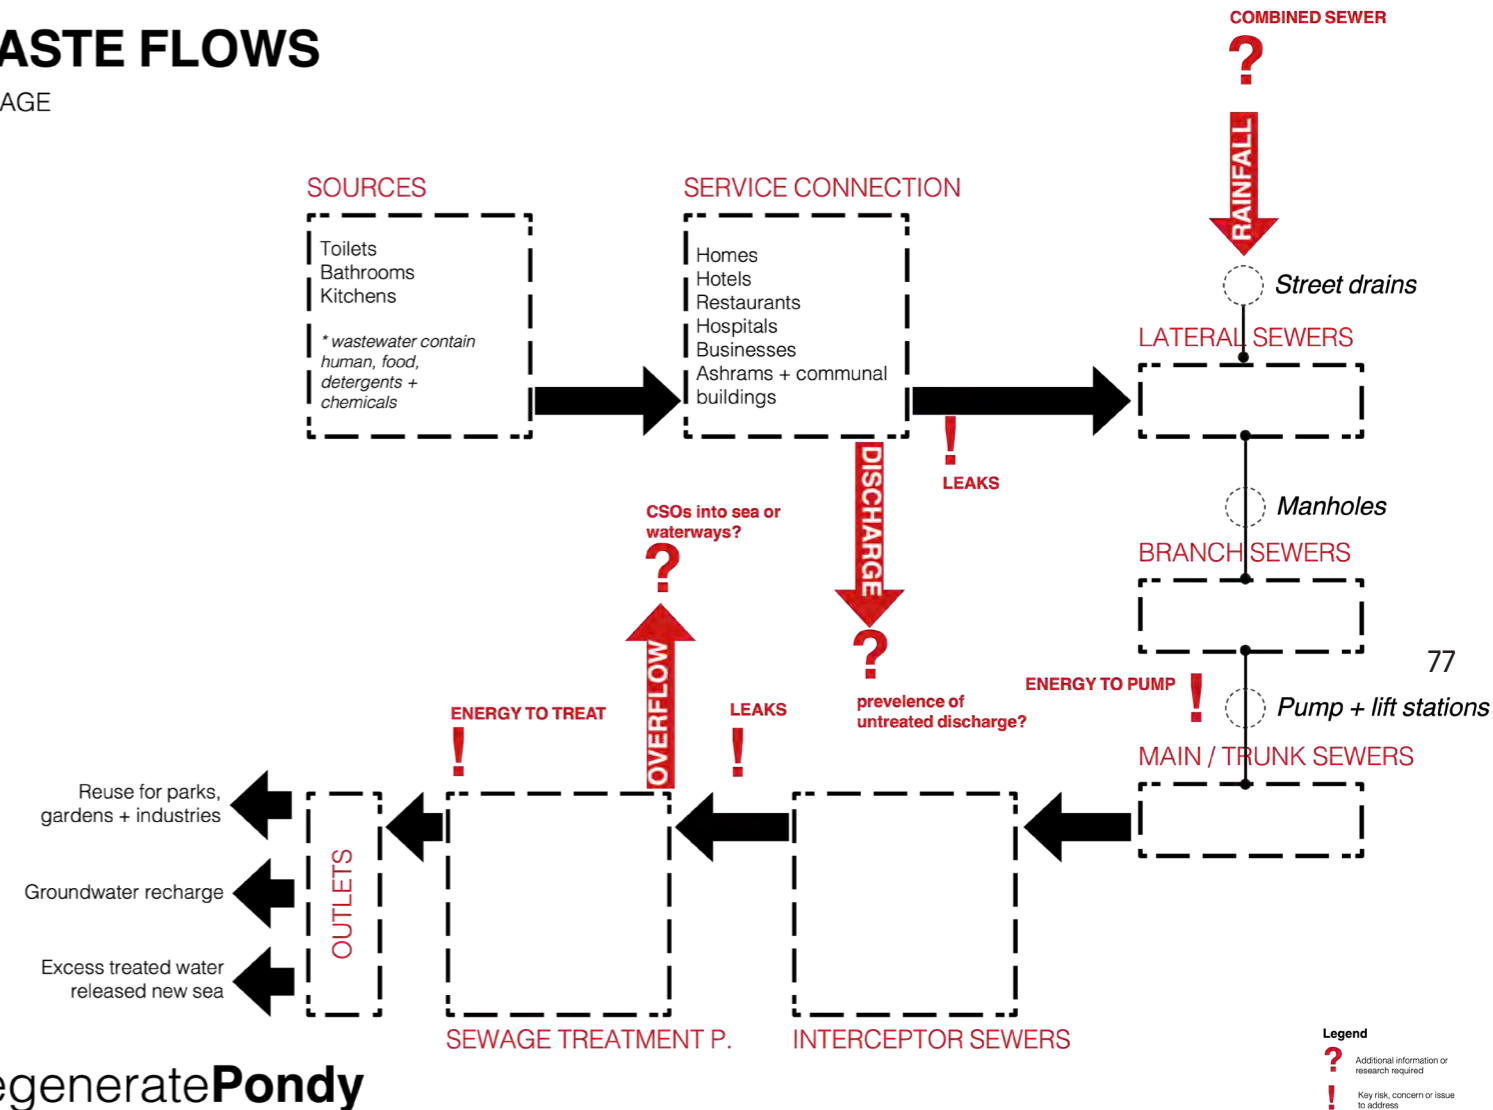 ASTE FLOWS
AGE
COMBINED SEWER
?
RAINFALL
Street drains
SOURCES
Toilets
Bathrooms
Kitchens
* wastewater contain
human, food,
detergents +
chemicals
SERVICE CONNECTION
Homes
Hotels
Restaurants
Hospitals
Businesses
Ashrams + communal
buildings
LATERAL SEWERS
!
LEAKS
DISCHARGE
?
prevelence of
untreated discharge?
Manholes
BRANCH SEWERS
77
ENERGY TO PUMP
!
Pump + lift stations
MAIN / TRUNK SEWERS
CSOs into sea or
waterways?
?
OVERFLOW
LEAKS
!
ENERGY TO TREAT
!
INTERCEPTOR SEWERS
SEWAGE TREATMENT P.
OUTLETS
Reuse for parks,
gardens + industries
Groundwater recharge
Excess treated water
released new sea
egeneratePondy
Legend
? Additional information or
research required
! Key risk, concern or issue
to address